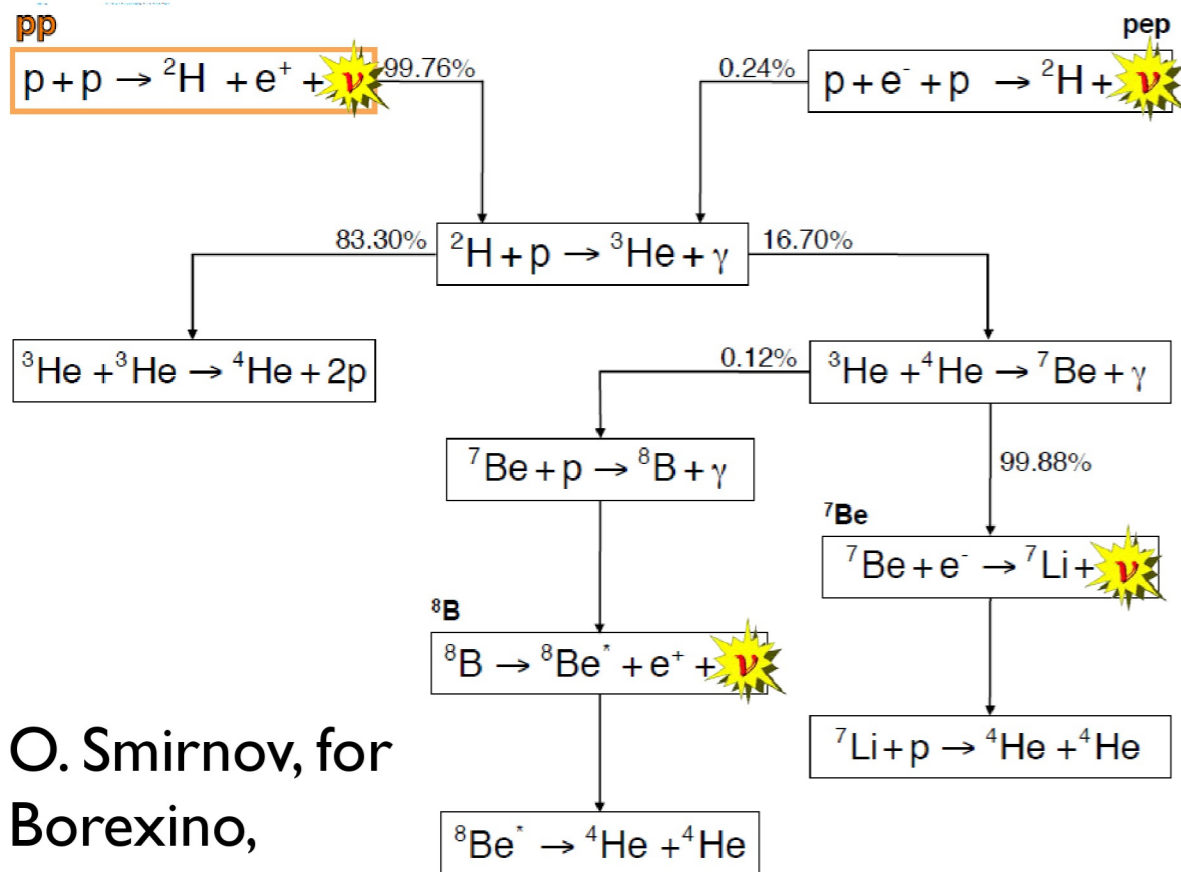 pp
p + p → ²H + e⁺ + ν
99.76%
pep
0.24%
p + e⁻ + p → ²H + ν
83.30%
²H + p → ³He + γ
16.70%
³He + ³He → ⁴He + 2p
0.12%
³He + ⁴He → ⁷Be + γ
⁷Be + p → ⁸B + γ
99.88%
⁷Be
⁷Be + e⁻ → ⁷Li + ν
⁸B
⁸B → ⁸Be* + e⁺ + ν
⁷Li + p → ⁴He + ⁴He
O. Smirnov, for
Borexino,
⁸Be* → ⁴He + ⁴He